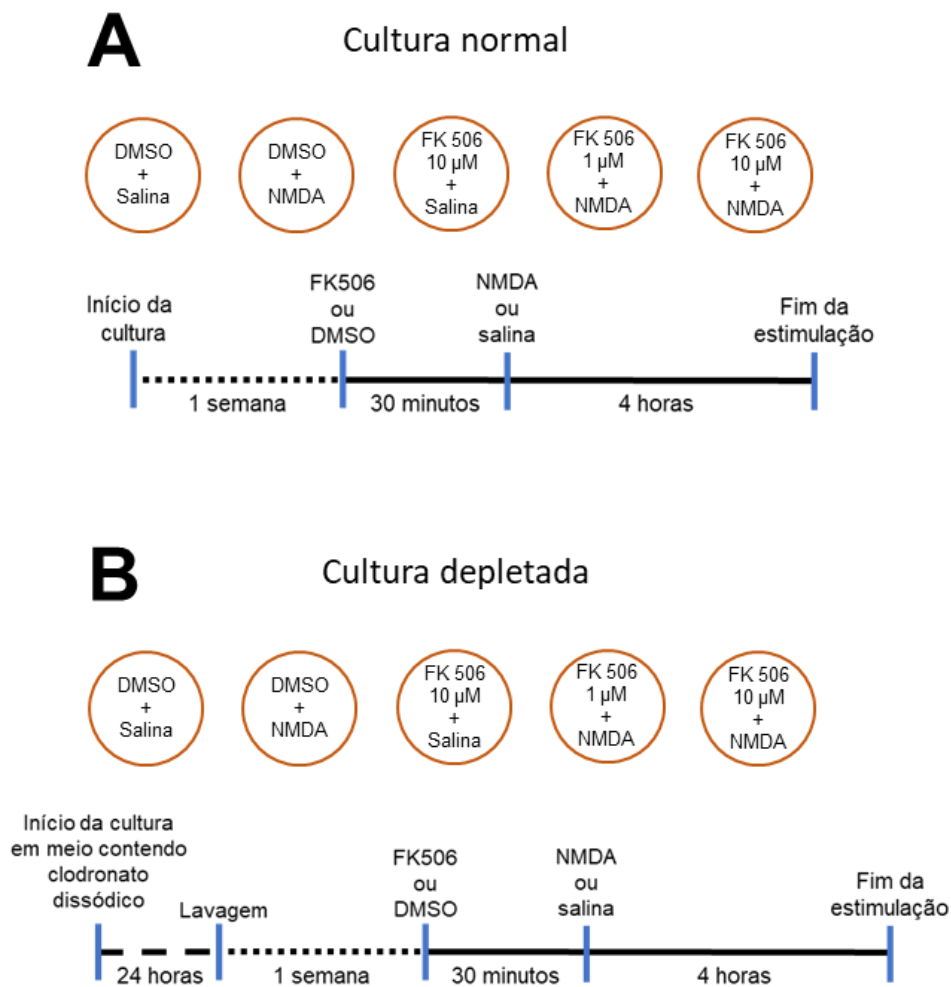 A
Cultura normal
DMSO
+
Salina
DMSO
+
NMDA
FK 506
10 µM
+
Salina
FK 506
1 µM
+
NMDA
FK 506
10 µM
+
NMDA
Início da
cultura
FK506
ou
DMSO
NMDA
ou
salina
Fim da
estimulação
1 semana
30 minutos
4 horas
B
Cultura depletada
DMSO
+
Salina
DMSO
+
NMDA
FK 506
10 µM
+
Salina
FK 506
1 µM
+
NMDA
FK 506
10 µM
+
NMDA
Início da cultura
em meio contendo
clodronato
dissódico
Lavagem
FK506
ou
DMSO
NMDA
ou
salina
Fim da
estimulação
24 horas
1 semana
30 minutos
4 horas